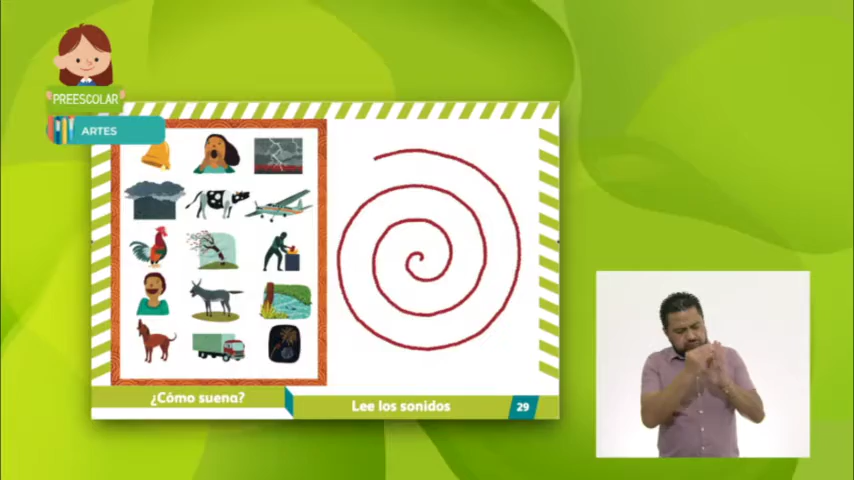 PREESCOLAR
ARTES
¿Cómo suena?
Lee los sonidos
29